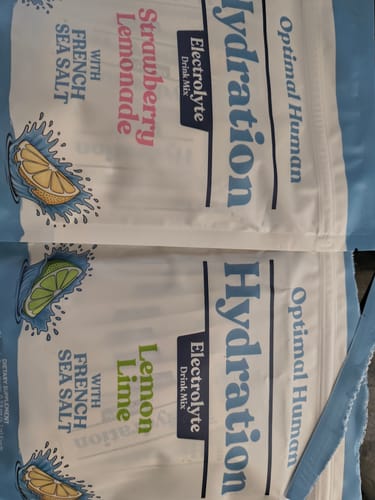 Optimal Human
Hydration
Electrolyte
Drink Mix
Strawberry
Lemonade
WITH
FRENCH
SEA SALT
Optimal Human
Hydration
Electrolyte
Drink Mix
Lemon
Lime
WITH
FRENCH
SEA SALT
DIETARY SUPPLEMENT